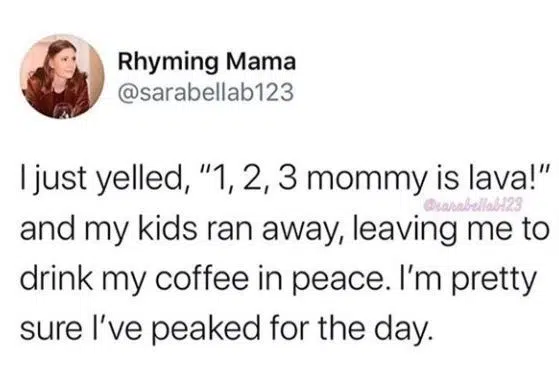 Rhyming Mama
@sarabellab123
I just yelled, “1, 2, 3 mommy is lava!”
@sarabellab123
and my kids ran away, leaving me to
drink my coffee in peace. I’m pretty
sure I’ve peaked for the day.